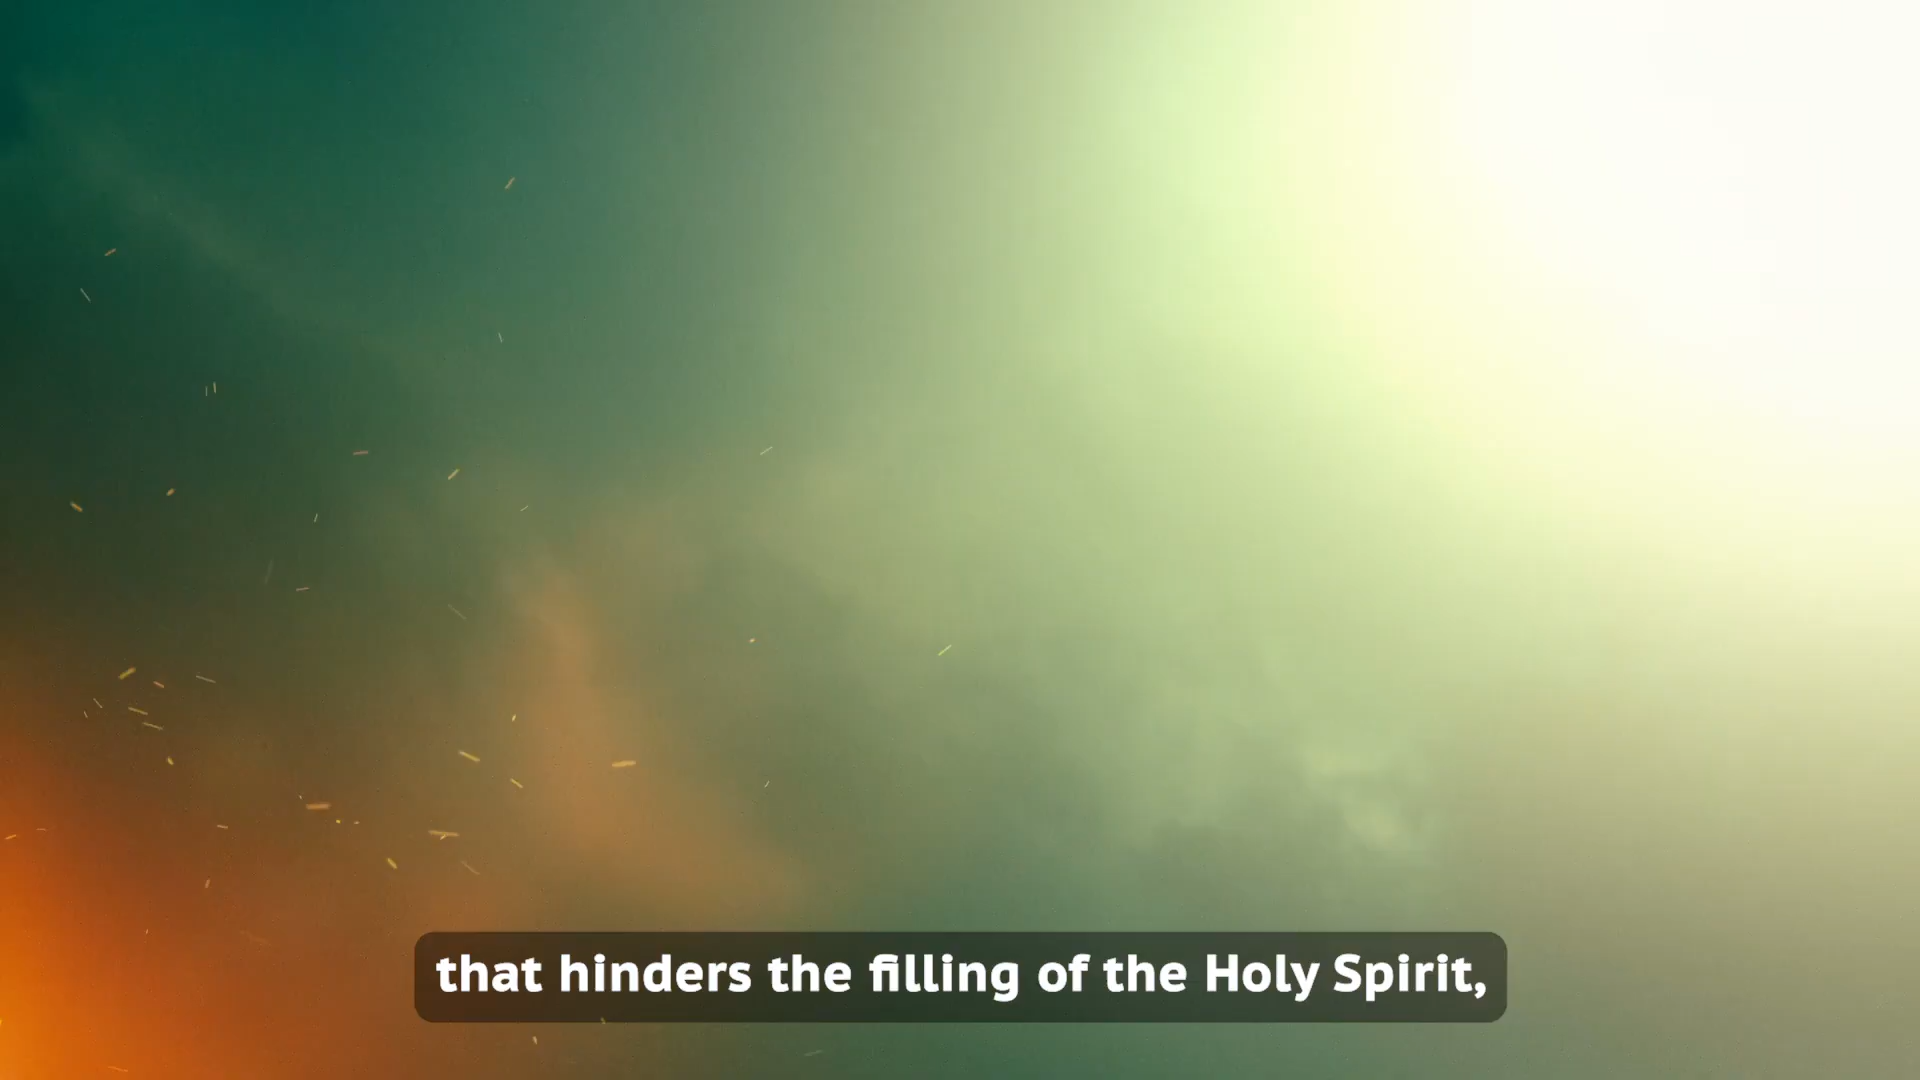 that hinders the filling of the Holy Spirit,